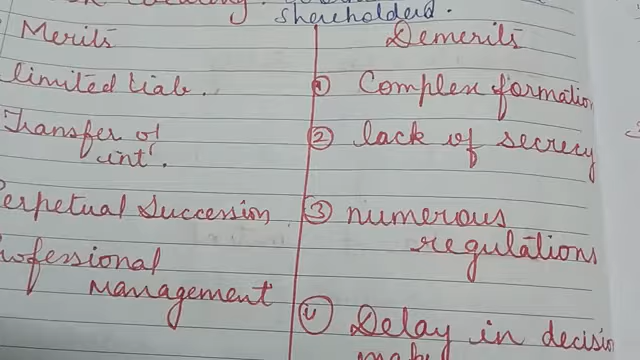 shareholders.
Merits
Demerits
limited liab.
① Complex formation
Transfer of
int'.
② lack of secrecy
Perpetual Succession
③ numerous
regulations
Professional
management
④ Delay in decision